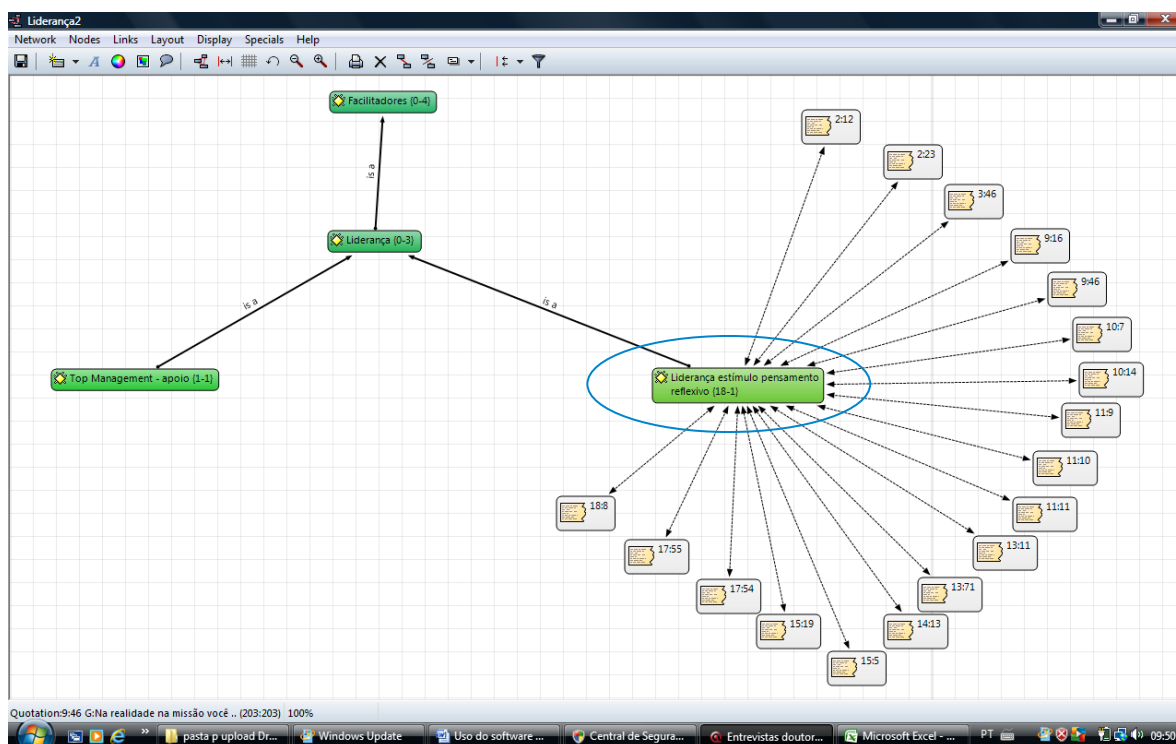 Liderança2
Network Nodes Links Layout Display Specials Help
Facilitadores {0-4}
is a
Liderança {0-3}
is a
is a
Top Management - apoio {1-1}
Liderança estímulo pensamento
reflexivo {18-1}
2:12
2:23
3:46
9:16
9:46
10:7
10:14
11:9
11:10
11:11
13:11
13:71
14:13
15:5
15:19
17:54
17:55
18:8
Quotation:9:46 G:Na realidade na missão você .. (203:203) 100%
pasta p upload Dr... Windows Update Uso do software ... Central de Segura... Entrevistas doutor... Microsoft Excel - ... PT